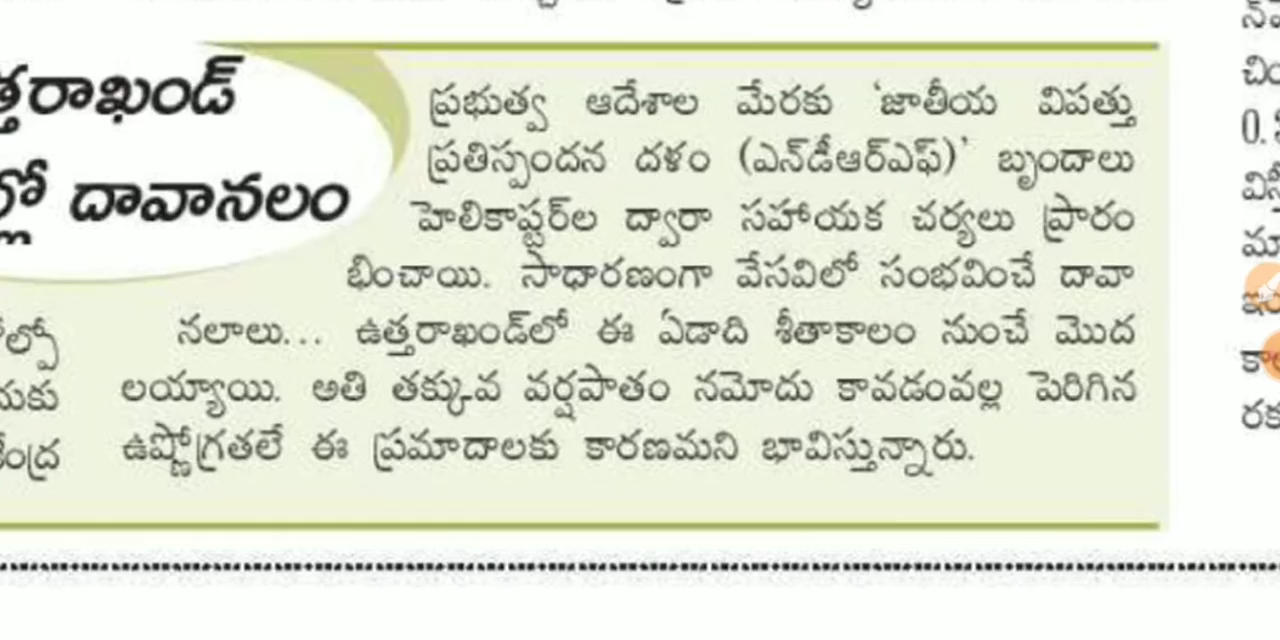 దావానలం
ప్రభుత్వ ఆదేశాల మేరకు 'జాతీయ విపత్తు
ప్రతిస్పందన దళం (ఎన్‌డీఆర్‌ఎఫ్)' బృందాలు
హెలికాప్టర్‌ల ద్వారా సహాయక చర్యలు ప్రారం
భించాయి. సాధారణంగా వేసవిలో సంభవించే దావా
నలాలు... ఉత్తరాఖండ్‌లో ఈ ఏడాది శీతాకాలం నుంచే మొద
లయ్యాయి. అతి తక్కువ వర్షపాతం నమోదు కావడంవల్ల పెరిగిన
ఉష్ణోగ్రతలే ఈ ప్రమాదాలకు కారణమని భావిస్తున్నారు.